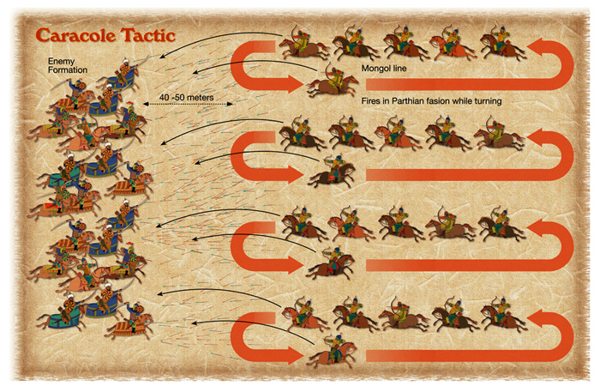 Caracole Tactic
Enemy
Formation
40 -50 meters
Mongol line
Fires in Parthian fasion while turning